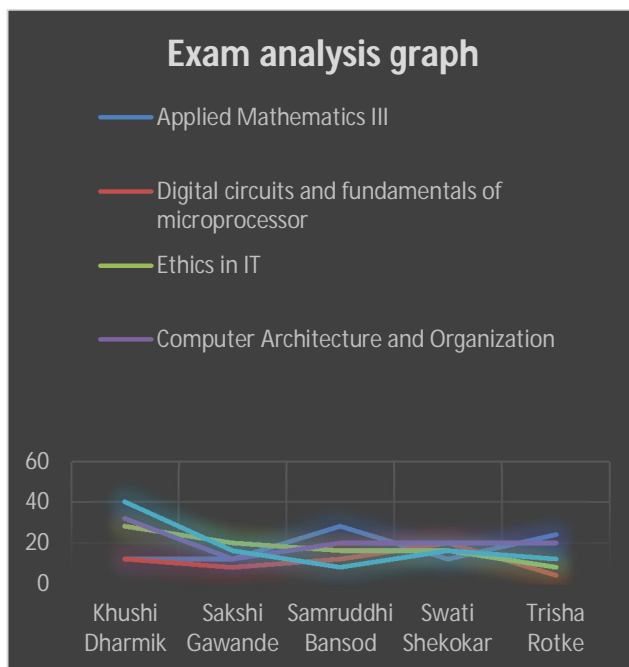 Exam analysis graph
Applied Mathematics III
Digital circuits and fundamentals of
microprocessor
Ethics in IT
Computer Architecture and Organization
60
40
20
0
Khushi Dharmik
Sakshi Gawande
Samruddhi Bansod
Swati Shekokar
Trisha Rotke